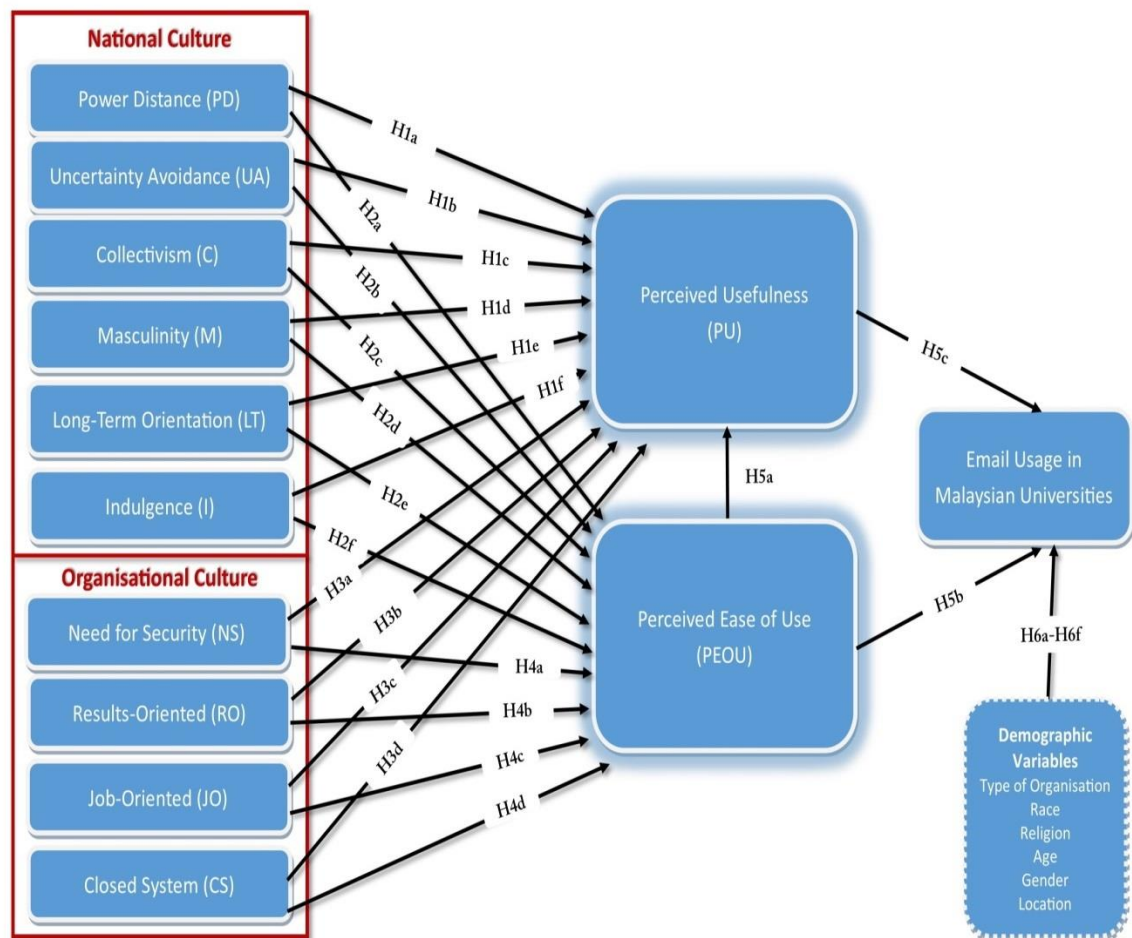 National Culture
Power Distance (PD)
Uncertainty Avoidance (UA)
Collectivism (C)
Masculinity (M)
Long-Term Orientation (LT)
Indulgence (I)
Organisational Culture
Need for Security (NS)
Results-Oriented (RO)
Job-Oriented (JO)
Closed System (CS)
H1a
H1b
H1c
H1d
H1e
H1f
H2a
H2b
H2c
H2d
H2e
H2f
H3a
H3b
H3c
H3d
H4a
H4b
H4c
H4d
Perceived Usefulness
(PU)
H5a
Perceived Ease of Use
(PEOU)
H5c
H5b
Email Usage in
Malaysian Universities
H6a-H6f
Demographic
Variables
Type of Organisation
Race
Religion
Age
Gender
Location